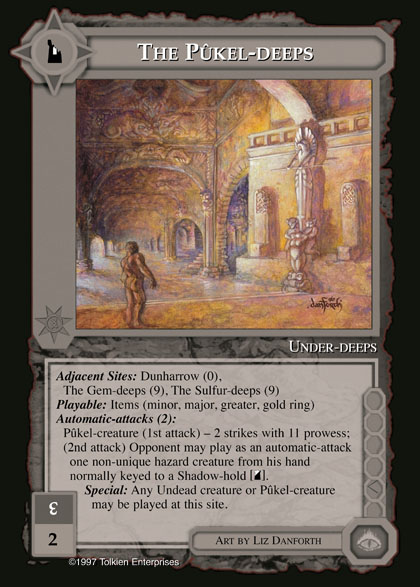 The Pûkel-deeps
danforth
Under-deeps
Adjacent Sites: Dunharrow (0),
The Gem-deeps (9), The Sulfur-deeps (9)
Playable: Items (minor, major, greater, gold ring)
Automatic-attacks (2):
Pûkel-creature (1st attack) – 2 strikes with 11 prowess;
(2nd attack) Opponent may play as an automatic-attack
one non-unique hazard creature from his hand
normally keyed to a Shadow-hold [].
Special: Any Undead creature or Pûkel-creature
may be played at this site.
ε
2
Art by Liz Danforth
©1997 Tolkien Enterprises